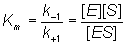 K_m = k_{-1} / k_{+1} = [E][S] / [ES]